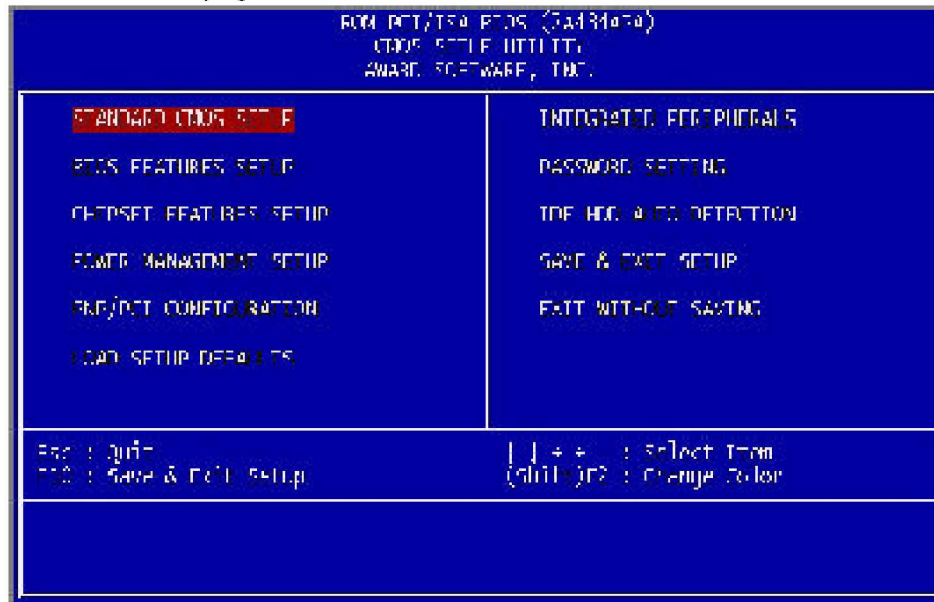 ROM PCI/ISA BIOS
CMOS SETUP UTILITY
AWARD SOFTWARE, INC.
STANDARD CMOS SETUP
BIOS FEATURES SETUP
CHIPSET FEATURES SETUP
POWER MANAGEMENT SETUP
PNP/PCI CONFIGURATION
LOAD SETUP DEFAULTS
INTEGRATED PERIPHERALS
PASSWORD SETTING
IDE HDD AUTO DETECTION
SAVE & EXIT SETUP
EXIT WITHOUT SAVING
Esc : Quit
F10 : Save & Exit Setup
: Select Item
(Shift)F2 : Change Color